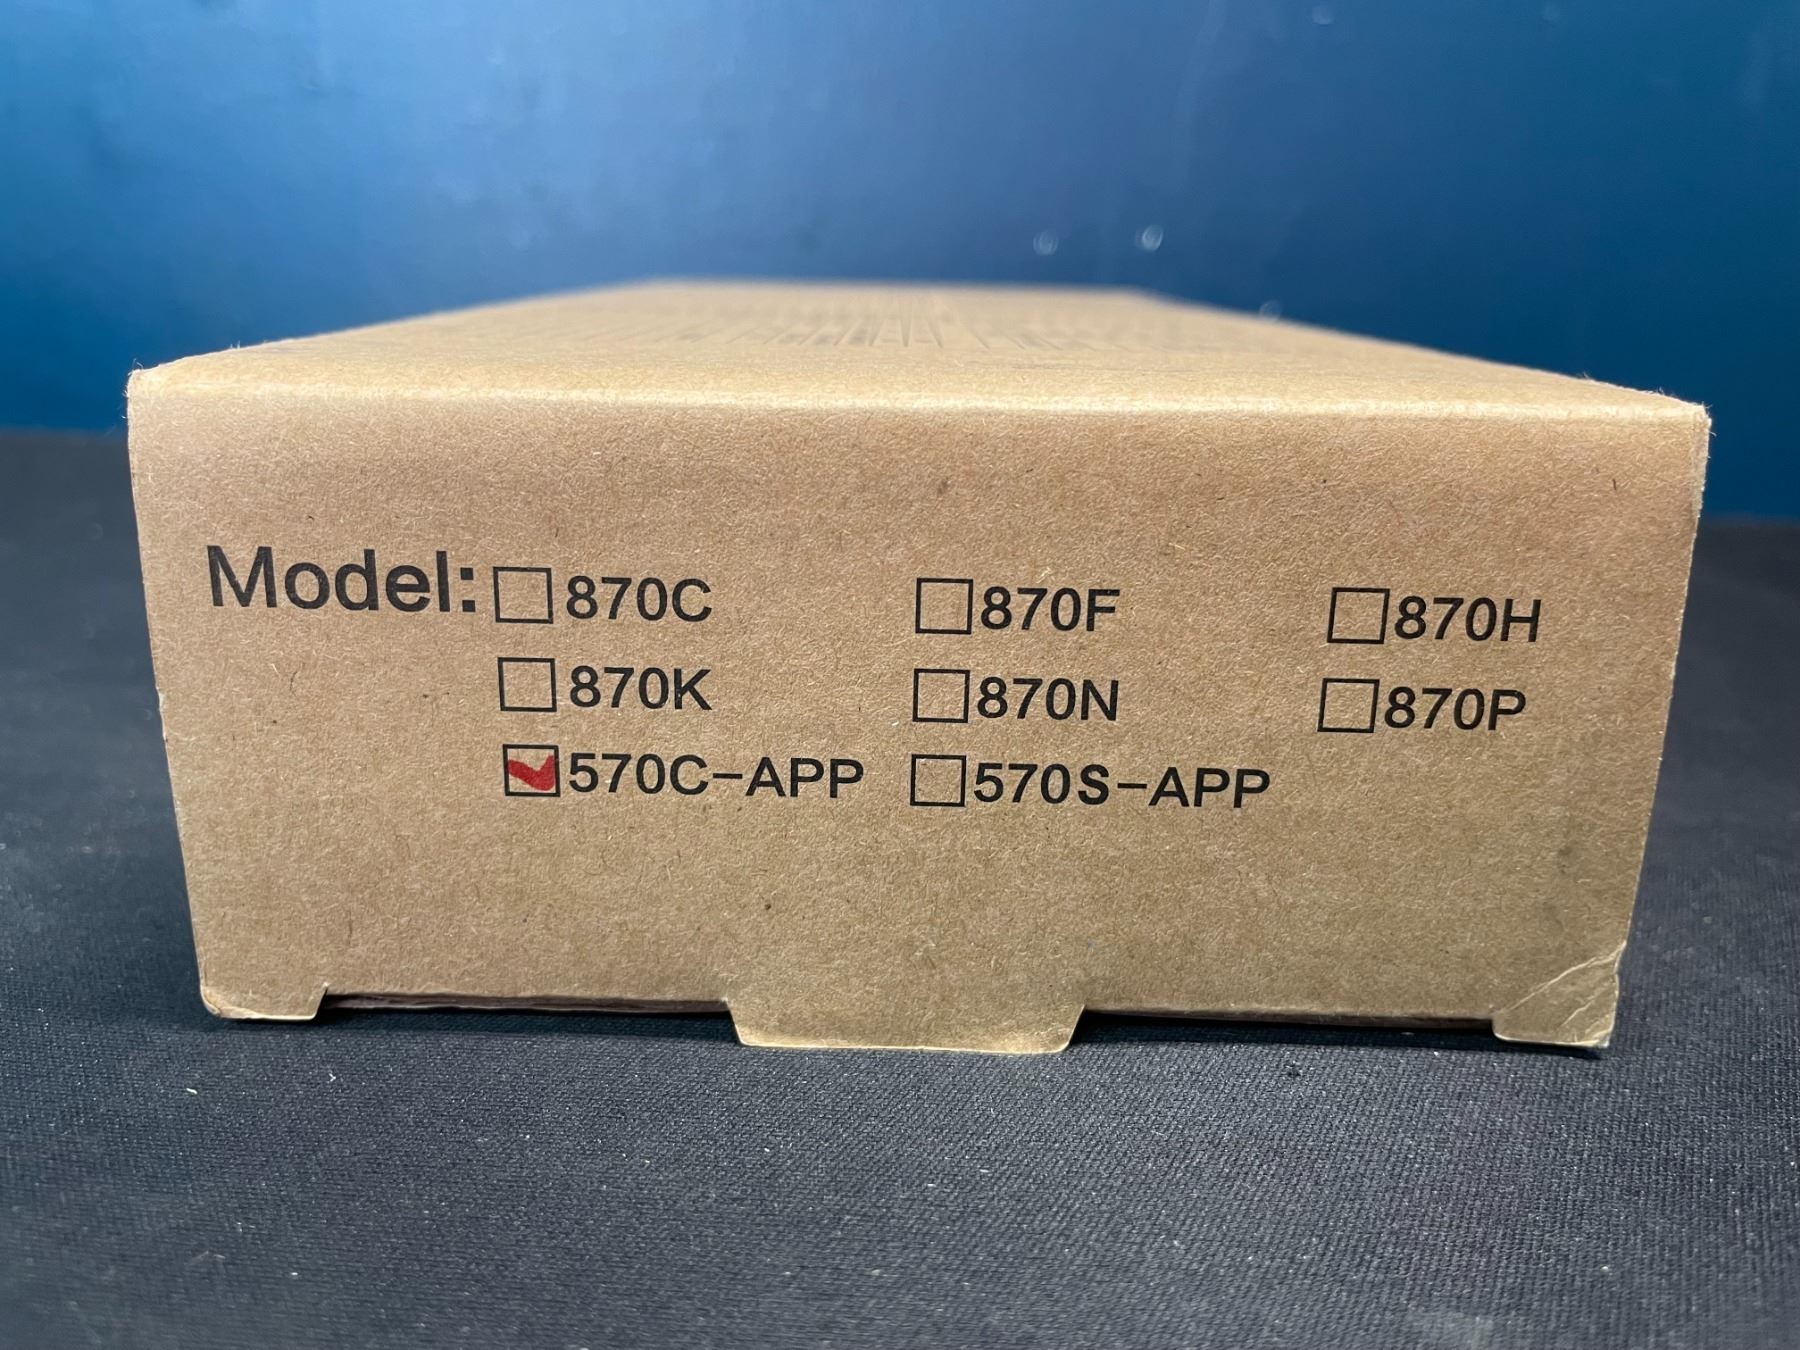 Model: ☐870C ☐870F ☐870H
☐870K ☐870N ☐870P
☑570C-APP ☐570S-APP